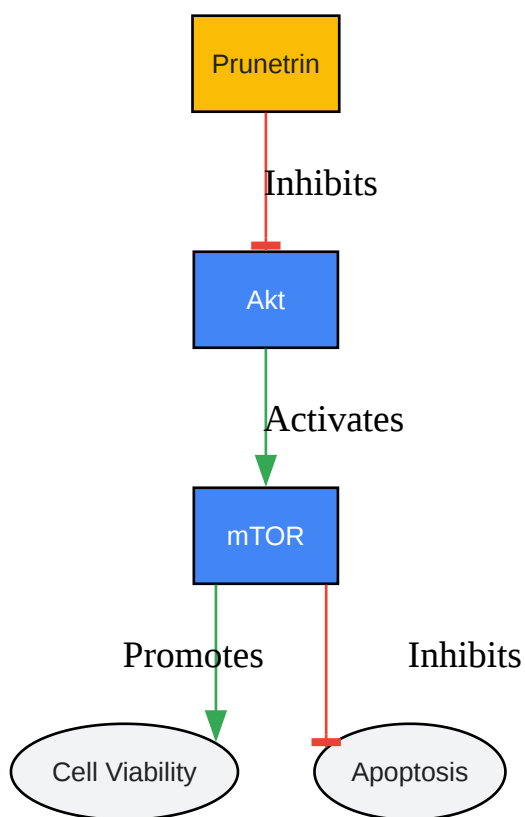 Prunetrin
Inhibits
Akt
Activates
mTOR
Promotes
Inhibits
Cell Viability
Apoptosis